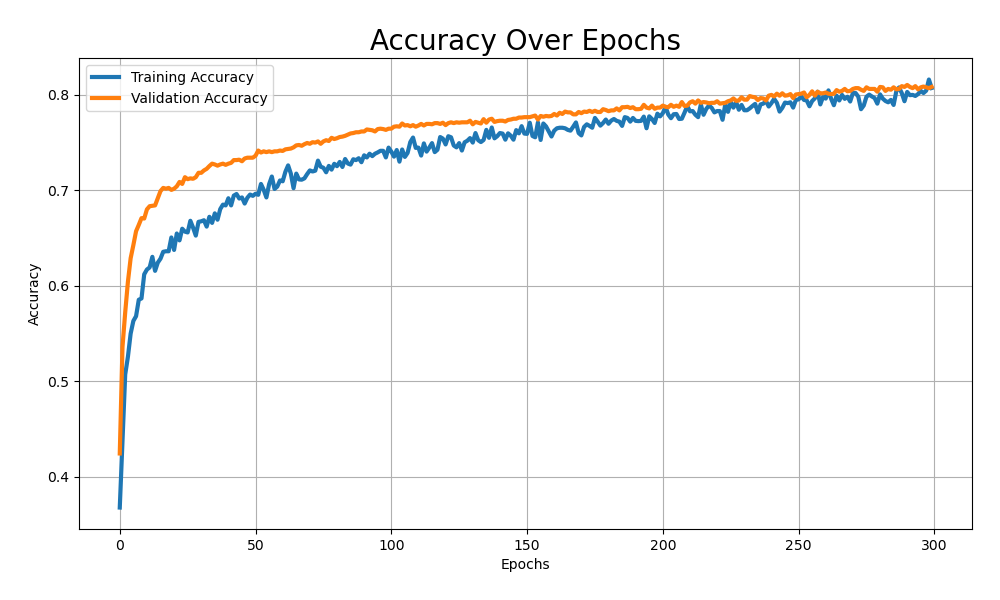 Accuracy Over Epochs
Training Accuracy
Validation Accuracy
0.8
0.7
0.6
0.5
0.4
Accuracy
0 50 100 150 200 250 300
Epochs